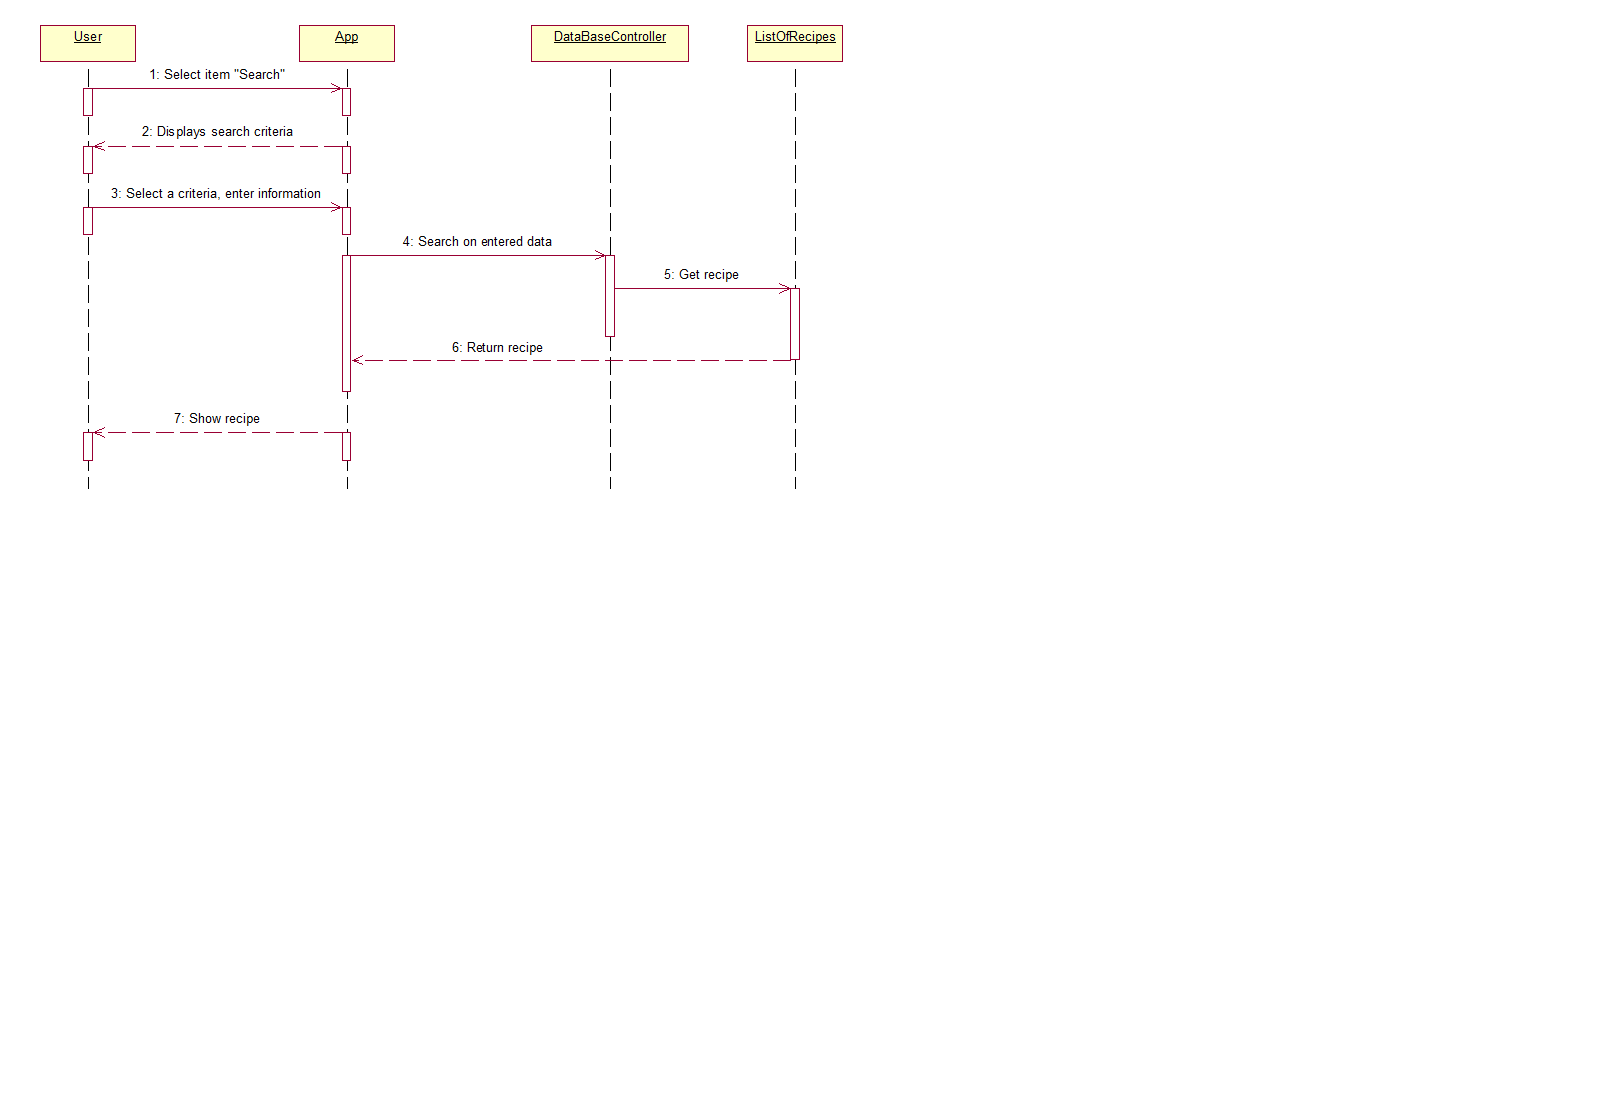 User
App
DataBaseController
ListOfRecipes
1: Select item "Search"
2: Displays search criteria
3: Select a criteria, enter information
4: Search on entered data
5: Get recipe
6: Return recipe
7: Show recipe